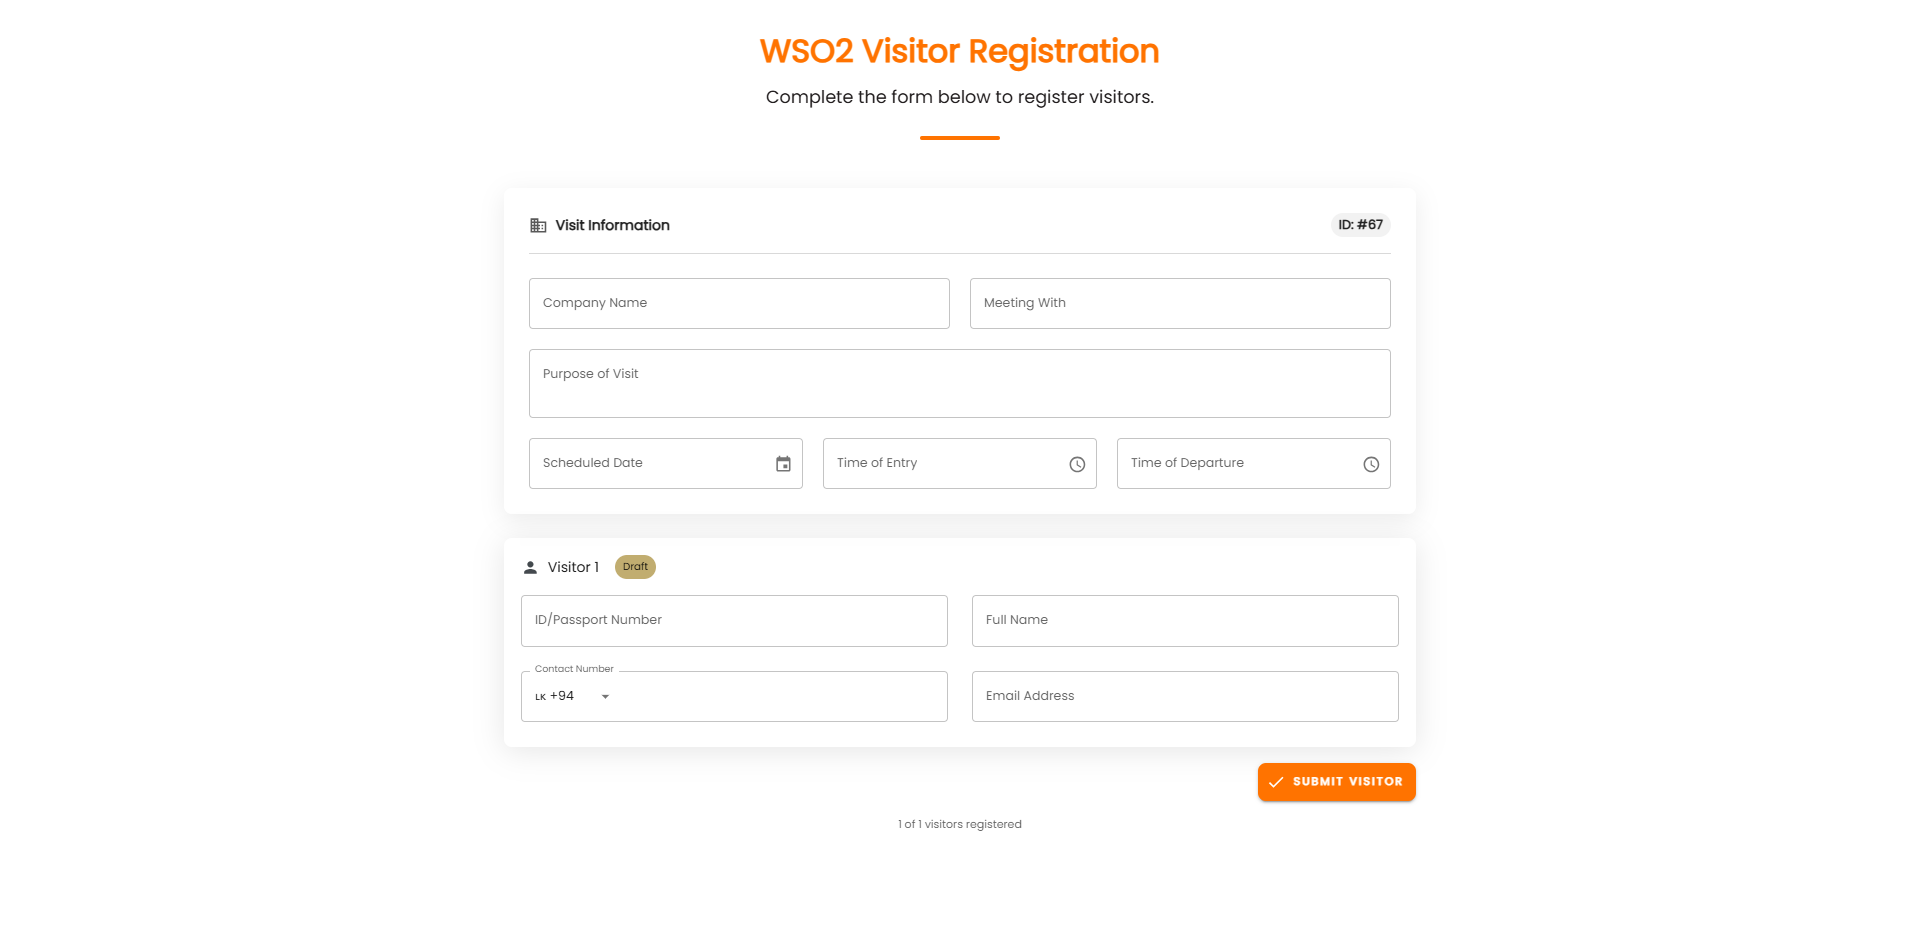 WSO2 Visitor Registration
Complete the form below to register visitors.
Visit Information
ID: #67
Company Name
Meeting With
Purpose of Visit
Scheduled Date
Time of Entry
Time of Departure
Visitor 1
Draft
ID/Passport Number
Full Name
Contact Number
LK +94
Email Address
SUBMIT VISITOR
1 of 1 visitors registered